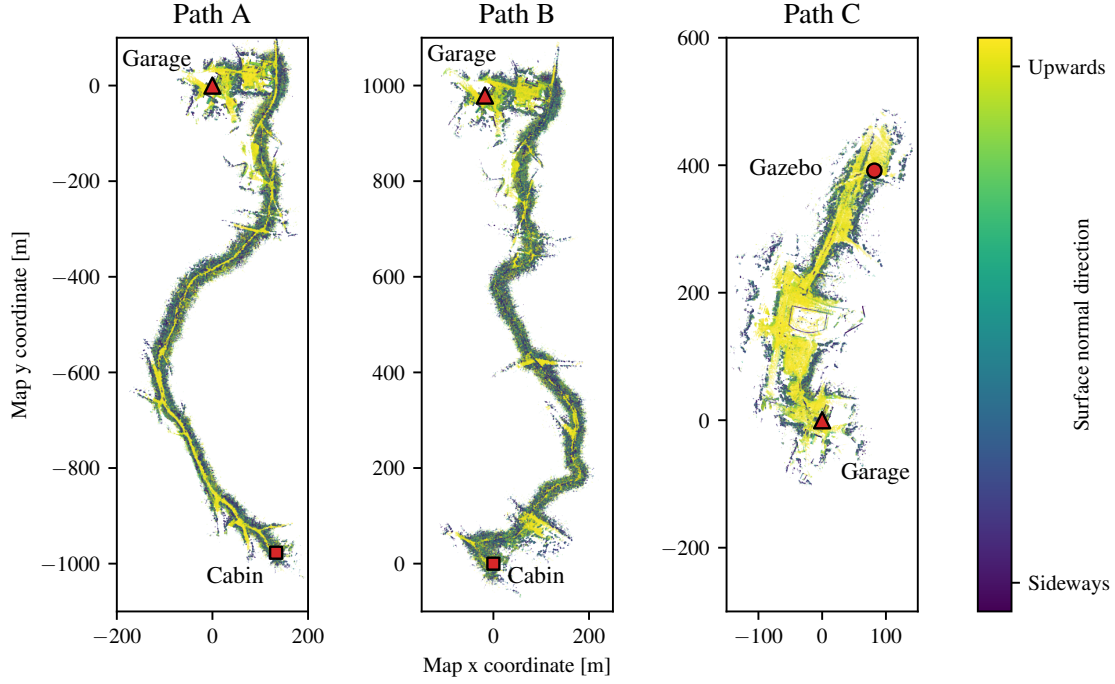 Path A
Path B
Path C
Garage
Cabin
0
−200
−400
−600
−800
−1000
−200
0
200
Map y coordinate [m]
Garage
Cabin
1000
800
600
400
200
0
0
200
Map x coordinate [m]
Gazebo
Garage
600
400
200
0
−200
−100
0
100
Upwards
Sideways
Surface normal direction